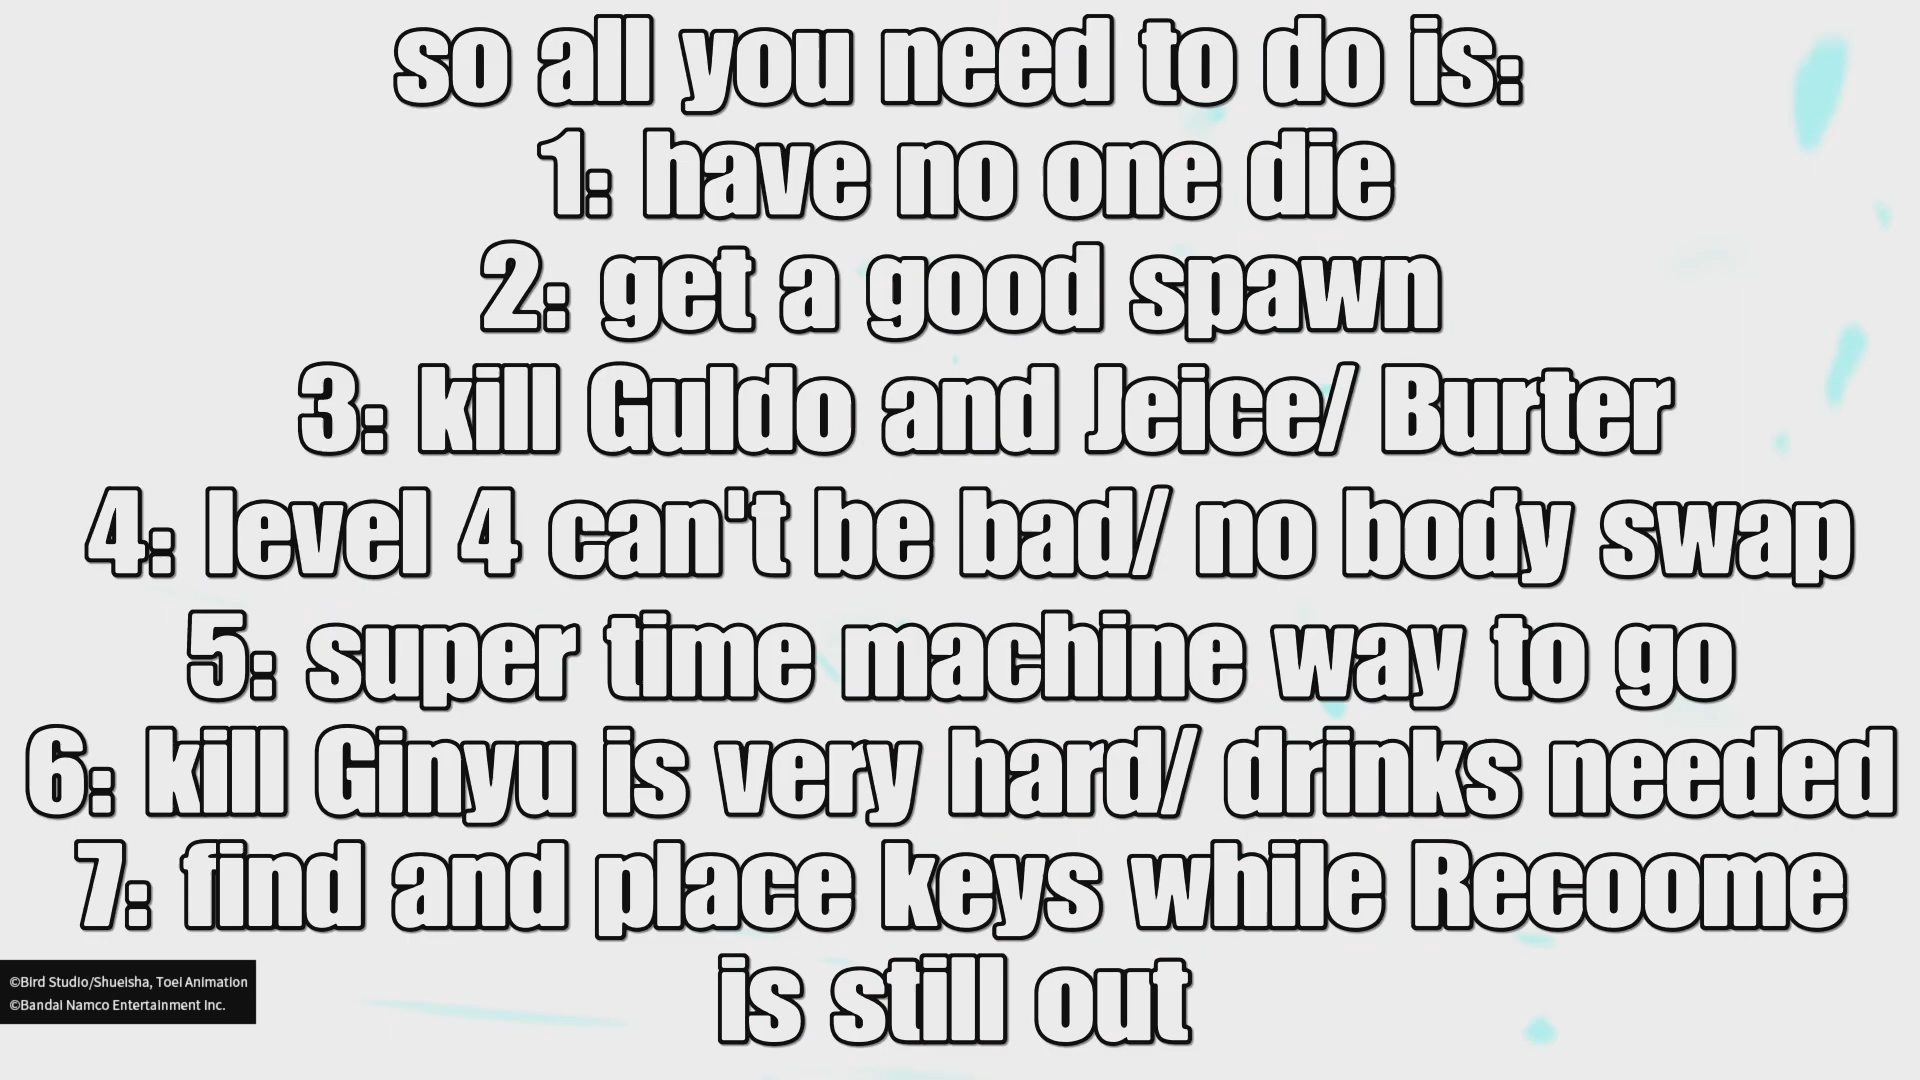 so all you need to do is:
1: have no one die
2: get a good spawn
3: kill Guldo and Jeice/ Burter
4: level 4 can't be bad/ no body swap
5: super time machine way to go
6: kill Ginyu is very hard/ drinks needed
7: find and place keys while Recoome
is still out
©Bird Studio/Shueisha, Toei Animation
©Bandai Namco Entertainment Inc.